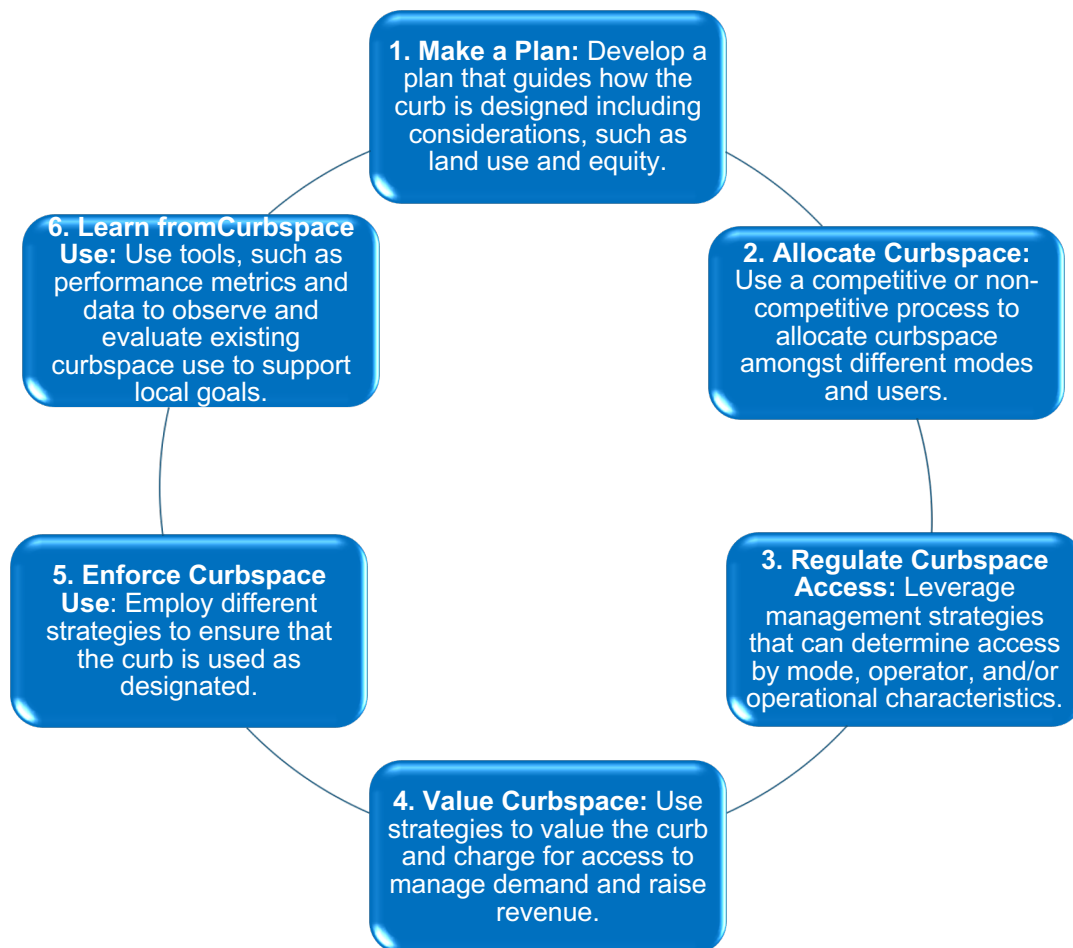 1. Make a Plan: Develop a
plan that guides how the
curb is designed including
considerations, such as
land use and equity.
2. Allocate Curbspace:
Use a competitive or non-
competitive process to
allocate curbspace
amongst different modes
and users.
3. Regulate Curbspace
Access: Leverage
management strategies
that can determine access
by mode, operator, and/or
operational characteristics.
4. Value Curbspace: Use
strategies to value the curb
and charge for access to
manage demand and raise
revenue.
5. Enforce Curbspace
Use: Employ different
strategies to ensure that
the curb is used as
designated.
6. Learn fromCurbspace
Use: Use tools, such as
performance metrics and
data to observe and
evaluate existing
curbspace use to support
local goals.